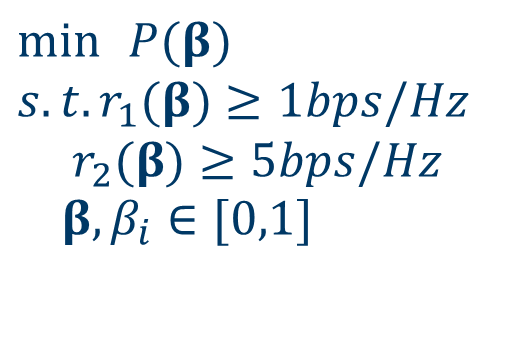 min P(𝛃)
s.t.r₁(𝛃) ≥ 1bps/Hz
r₂(𝛃) ≥ 5bps/Hz
𝛃,βᵢ ∈ [0,1]